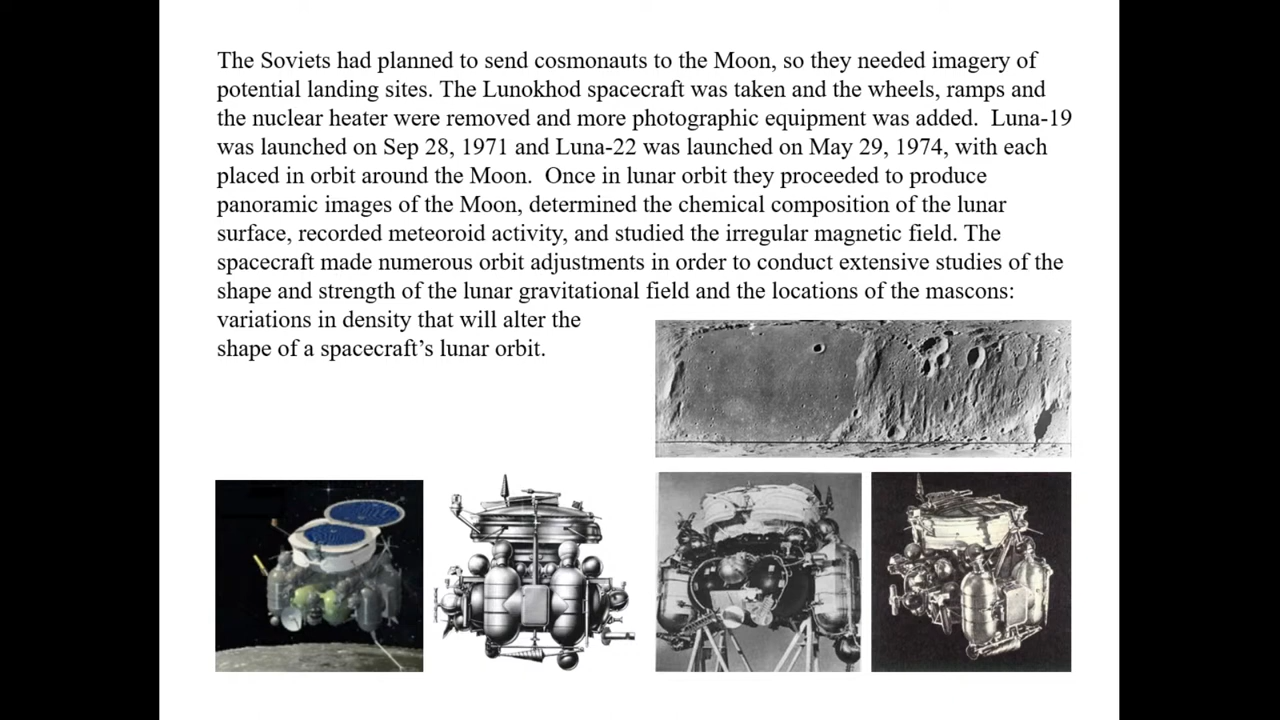 The Soviets had planned to send cosmonauts to the Moon, so they needed imagery of
potential landing sites. The Lunokhod spacecraft was taken and the wheels, ramps and
the nuclear heater were removed and more photographic equipment was added.  Luna-19
was launched on Sep 28, 1971 and Luna-22 was launched on May 29, 1974, with each
placed in orbit around the Moon.  Once in lunar orbit they proceeded to produce
panoramic images of the Moon, determined the chemical composition of the lunar
surface, recorded meteoroid activity, and studied the irregular magnetic field. The
spacecraft made numerous orbit adjustments in order to conduct extensive studies of the
shape and strength of the lunar gravitational field and the locations of the mascons:
variations in density that will alter the
shape of a spacecraft’s lunar orbit.